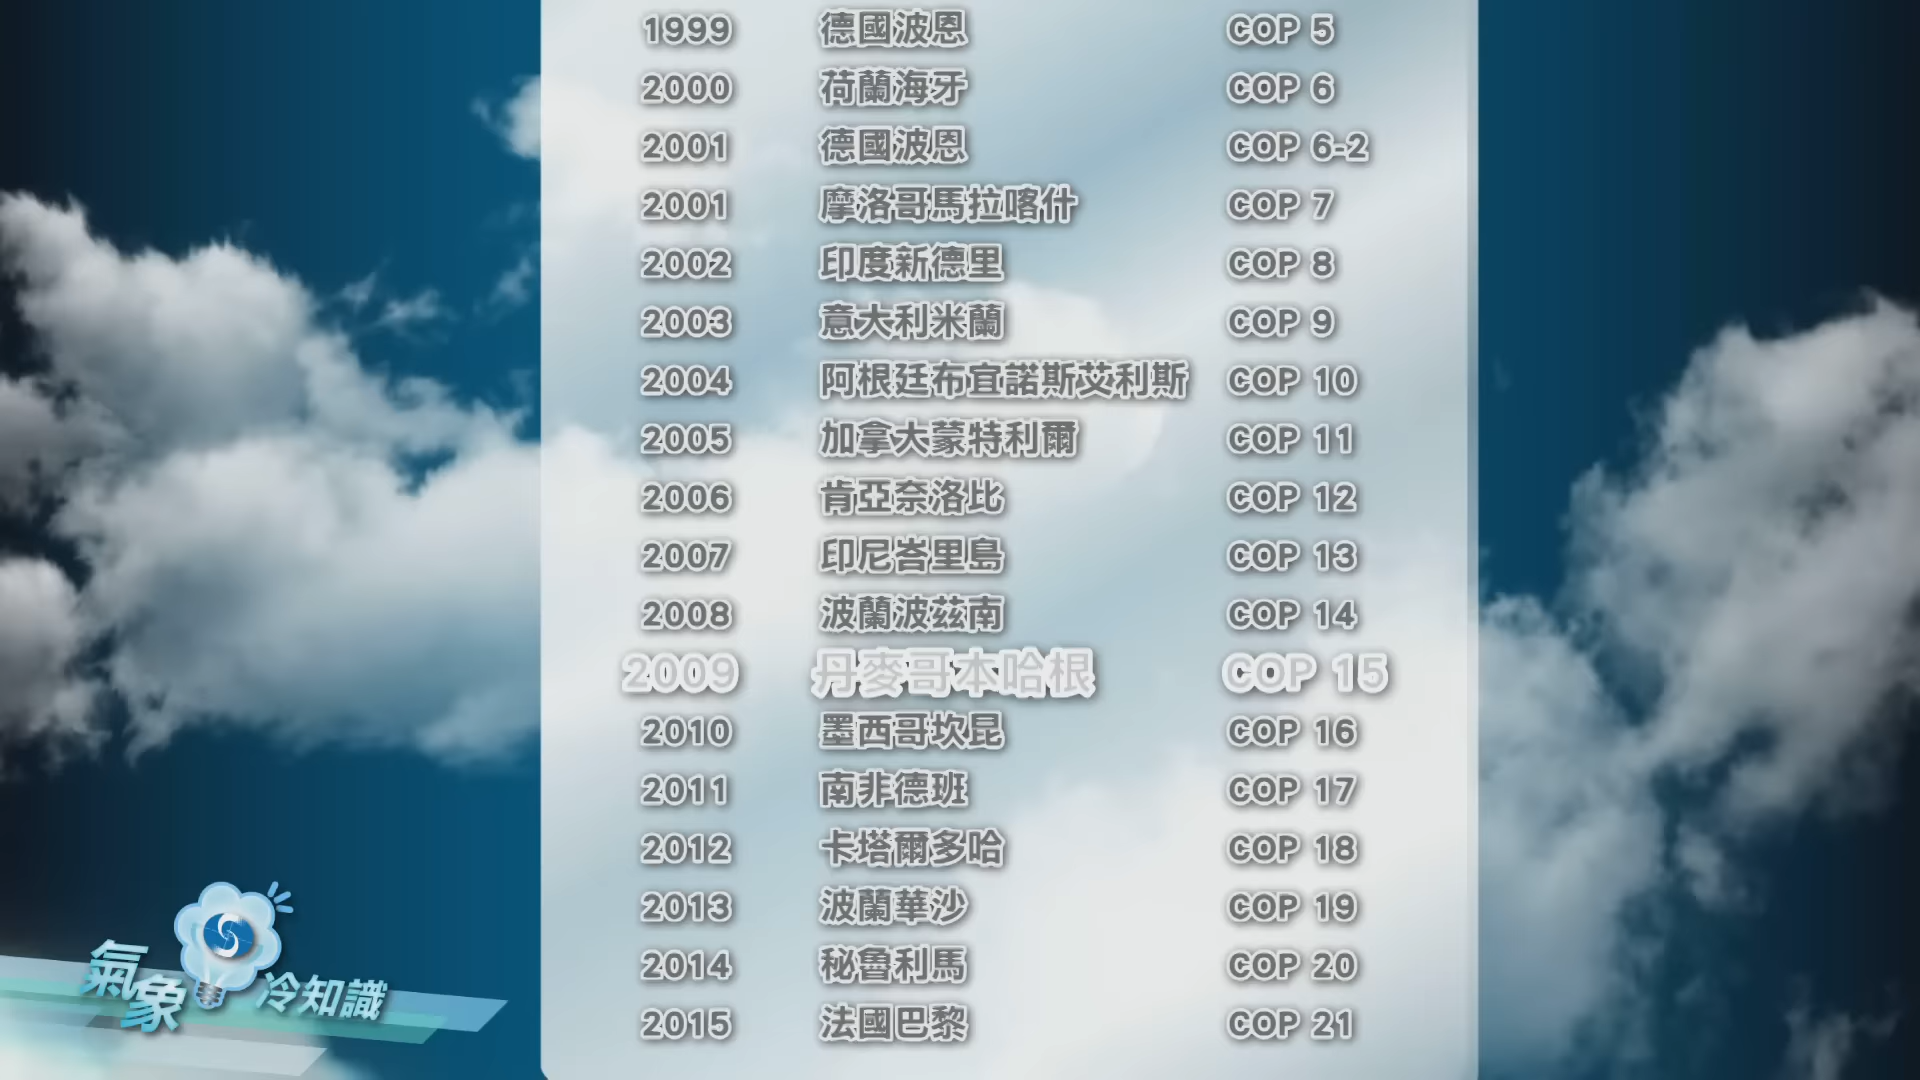 1999 德國波恩 COP 5
2000 荷蘭海牙 COP 6
2001 德國波恩 COP 6-2
2001 摩洛哥馬拉喀什 COP 7
2002 印度新德里 COP 8
2003 意大利米蘭 COP 9
2004 阿根廷布宜諾斯艾利斯 COP 10
2005 加拿大蒙特利爾 COP 11
2006 肯亞奈洛比 COP 12
2007 印尼峇里島 COP 13
2008 波蘭波茲南 COP 14
2009 丹麥哥本哈根 COP 15
2010 墨西哥坎昆 COP 16
2011 南非德班 COP 17
2012 卡塔爾多哈 COP 18
2013 波蘭華沙 COP 19
2014 秘魯利馬 COP 20
2015 法國巴黎 COP 21
氣象冷知識